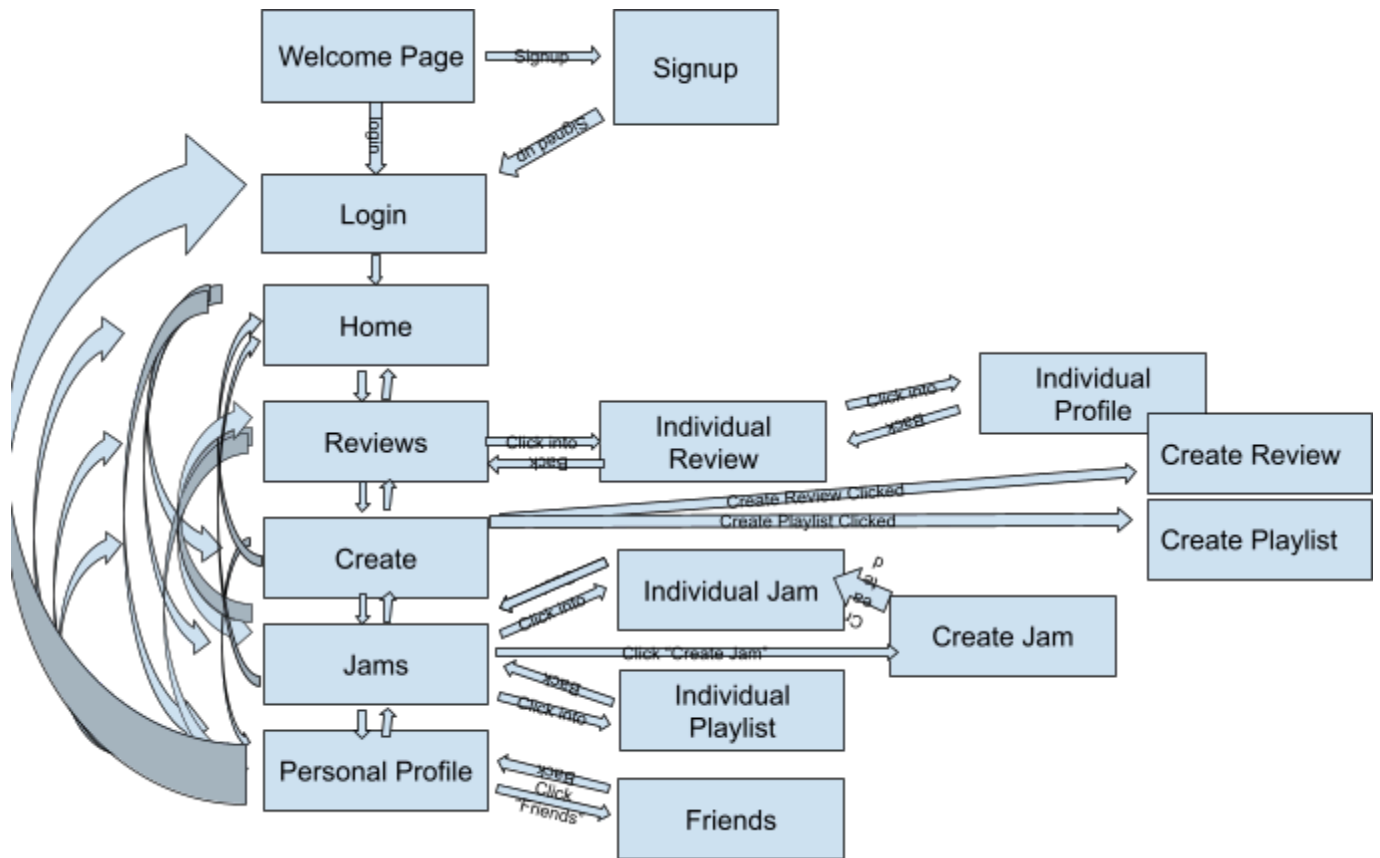 Welcome Page
Signup
Signup
login
Signed up
Login
Home
Reviews
Click into
Back
Individual
Review
Click into
Back
Individual
Profile
Create Review Clicked
Create Review
Create Playlist Clicked
Create Playlist
Create
Click into
Individual Jam
Created
Create Jam
Jams
Click "Create Jam"
Back
Click into
Individual
Playlist
Personal Profile
Back
Click
"Friends"
Friends